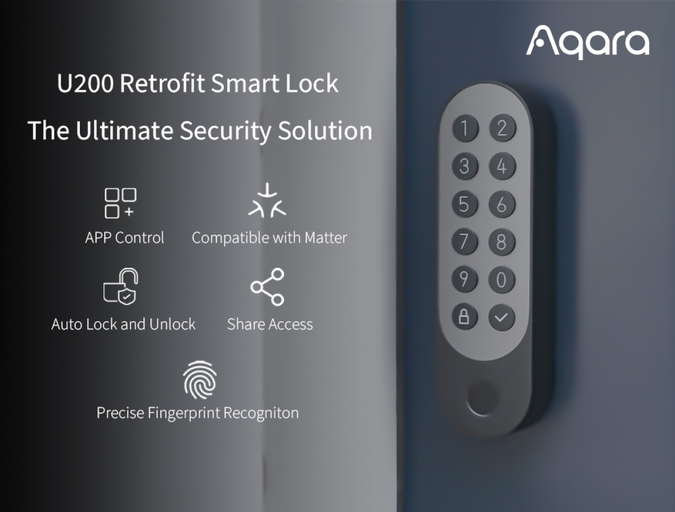 Aqara
U200 Retrofit Smart Lock
The Ultimate Security Solution
APP Control
Compatible with Matter
Auto Lock and Unlock
Share Access
Precise Fingerprint Recogniton
1 2
3 4
5 6
7 8
9 0